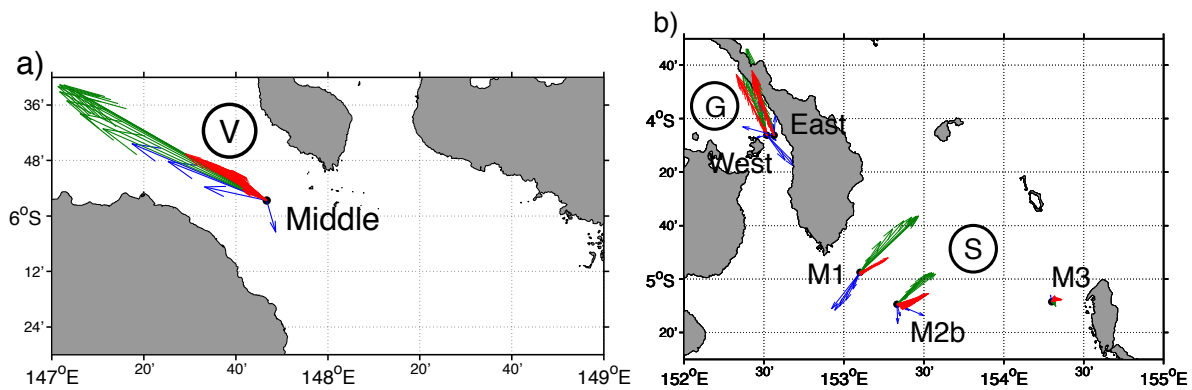 a)
36'
48'
6°S
12'
24'
147°E
20'
40'
148°E
20'
40'
149°E
V
Middle
b)
40'
4°S
20'
40'
5°S
20'
152°E
30'
153°E
30'
154°E
30'
155°E
G
East
West
S
M1
M2b
M3